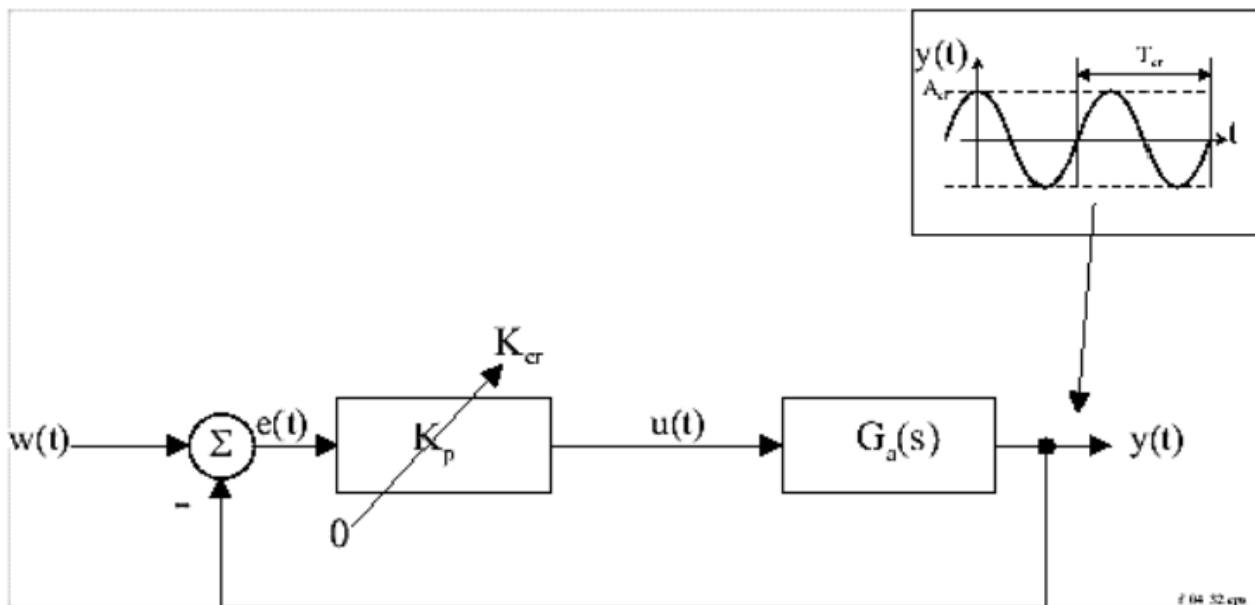 y(t)
T_cr
A_cr
t
K_cr
w(t)
Σ
e(t)
K_p
u(t)
G_a(s)
y(t)
-
0